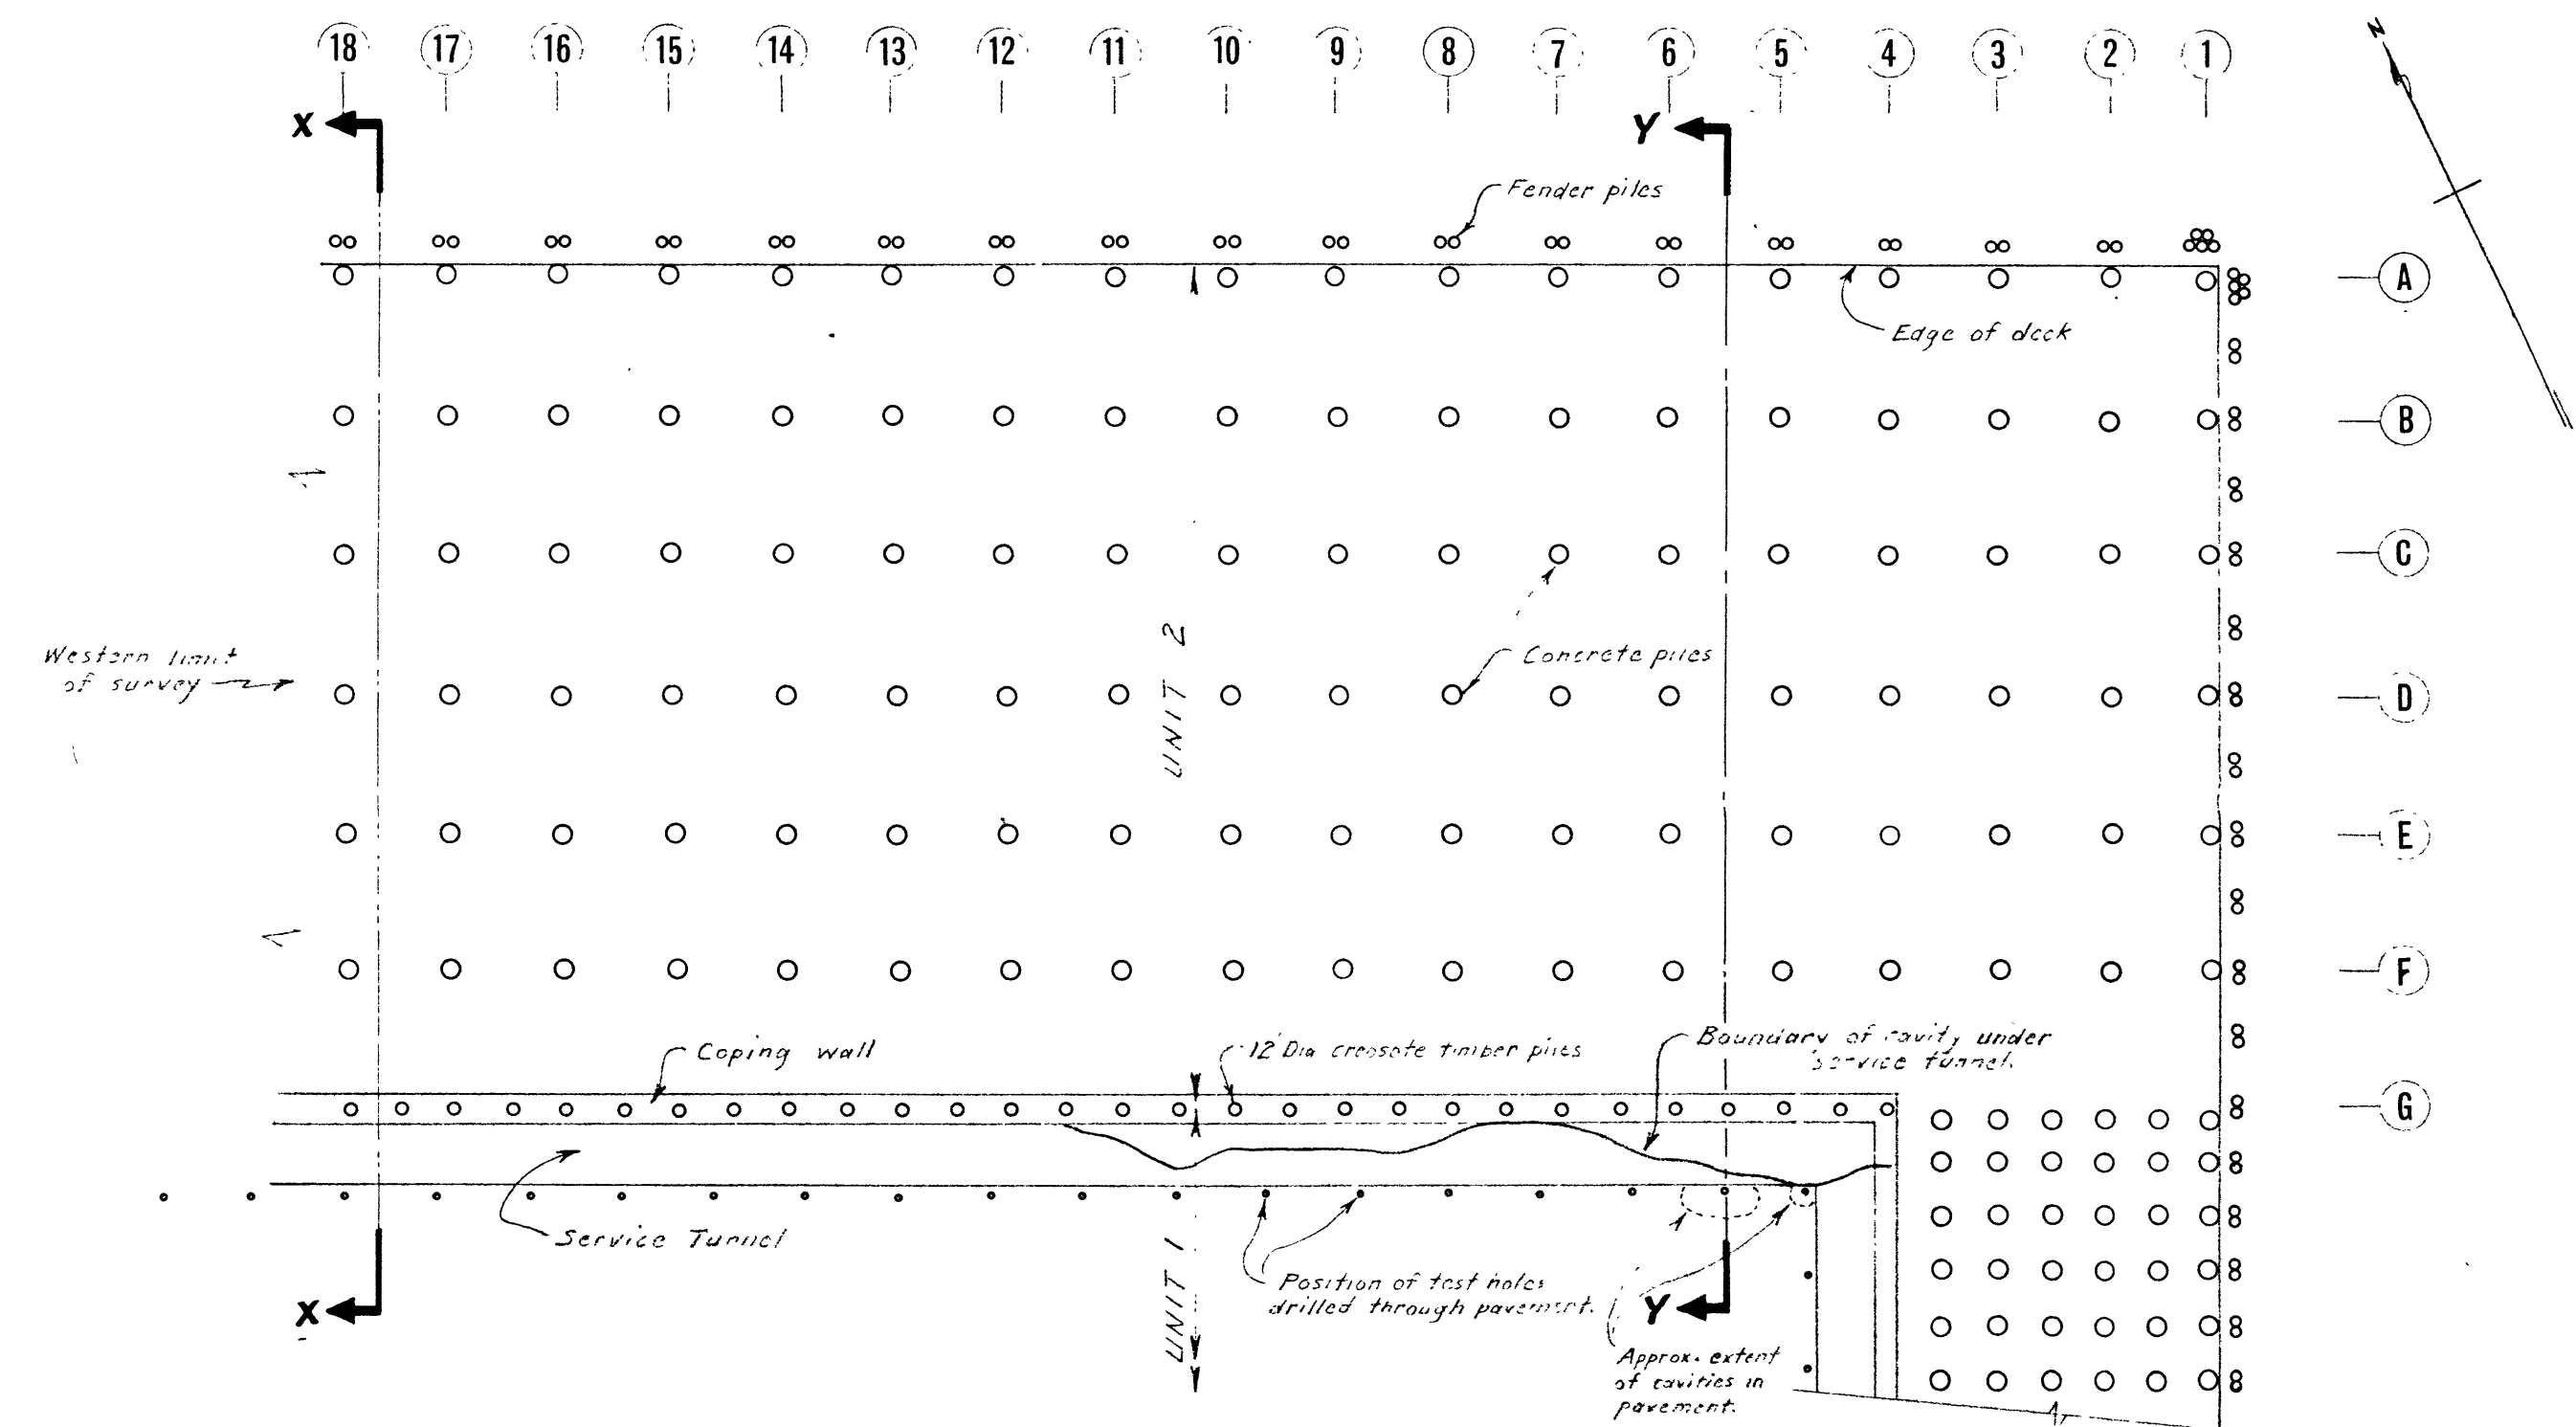 18 17 16 15 14 13 12 11 10 9 8 7 6 5 4 3 2 1
N
X Y
Fender piles
A
Edge of deck
B
C
Western limit
of survey
UNIT 2
Concrete piles
D
E
F
Coping wall
12" Dia creosote timber piles
Boundary of cavity under
service tunnel.
G
Service Tunnel
UNIT 1
Position of test holes
drilled through pavement.
X Y
Approx. extent
of cavities in
pavement.